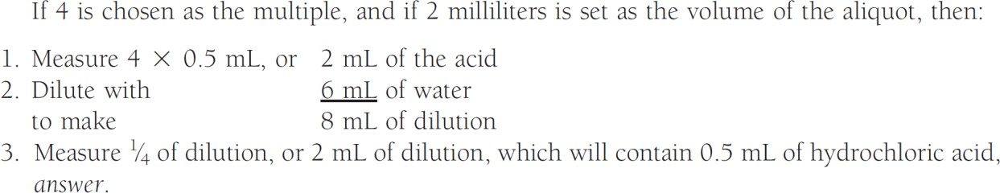 If 4 is chosen as the multiple, and if 2 milliliters is set as the volume of the aliquot, then:
1. Measure 4 × 0.5 mL, or 2 mL of the acid
2. Dilute with 6 mL of water
to make 8 mL of dilution
3. Measure ¼ of dilution, or 2 mL of dilution, which will contain 0.5 mL of hydrochloric acid,
answer.